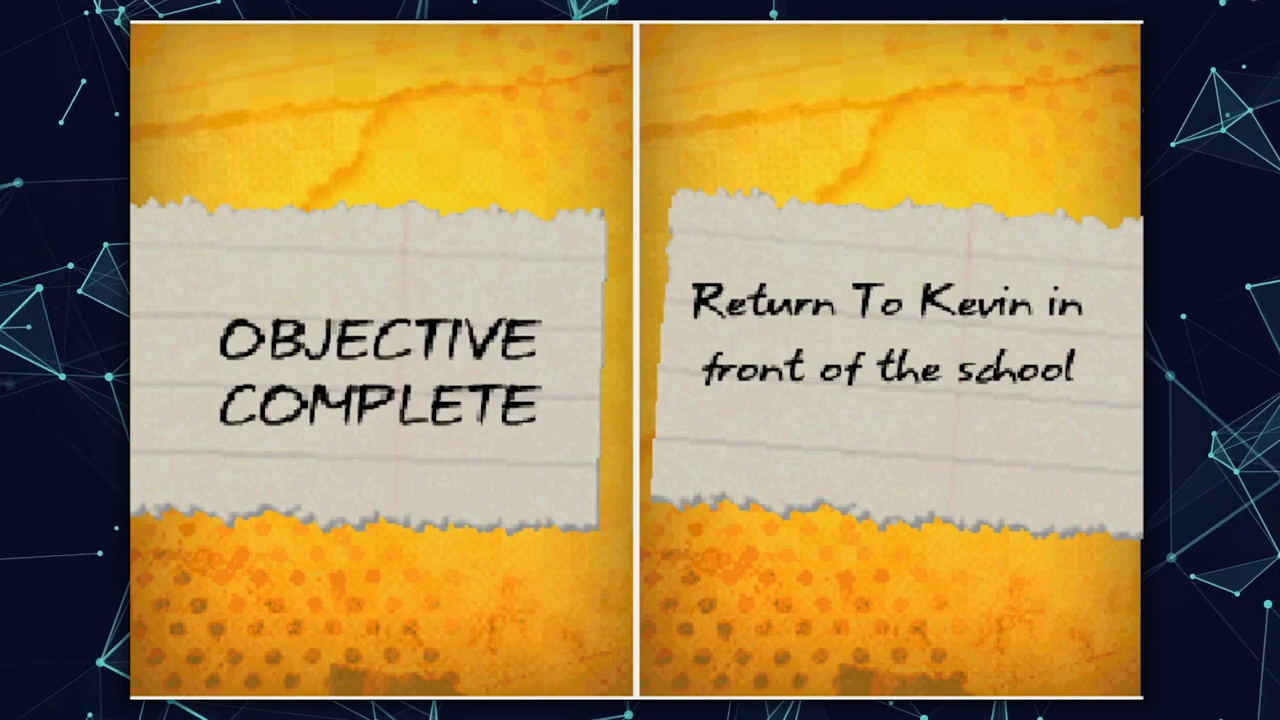 OBJECTIVE
COMPLETE
Return To Kevin in
front of the school